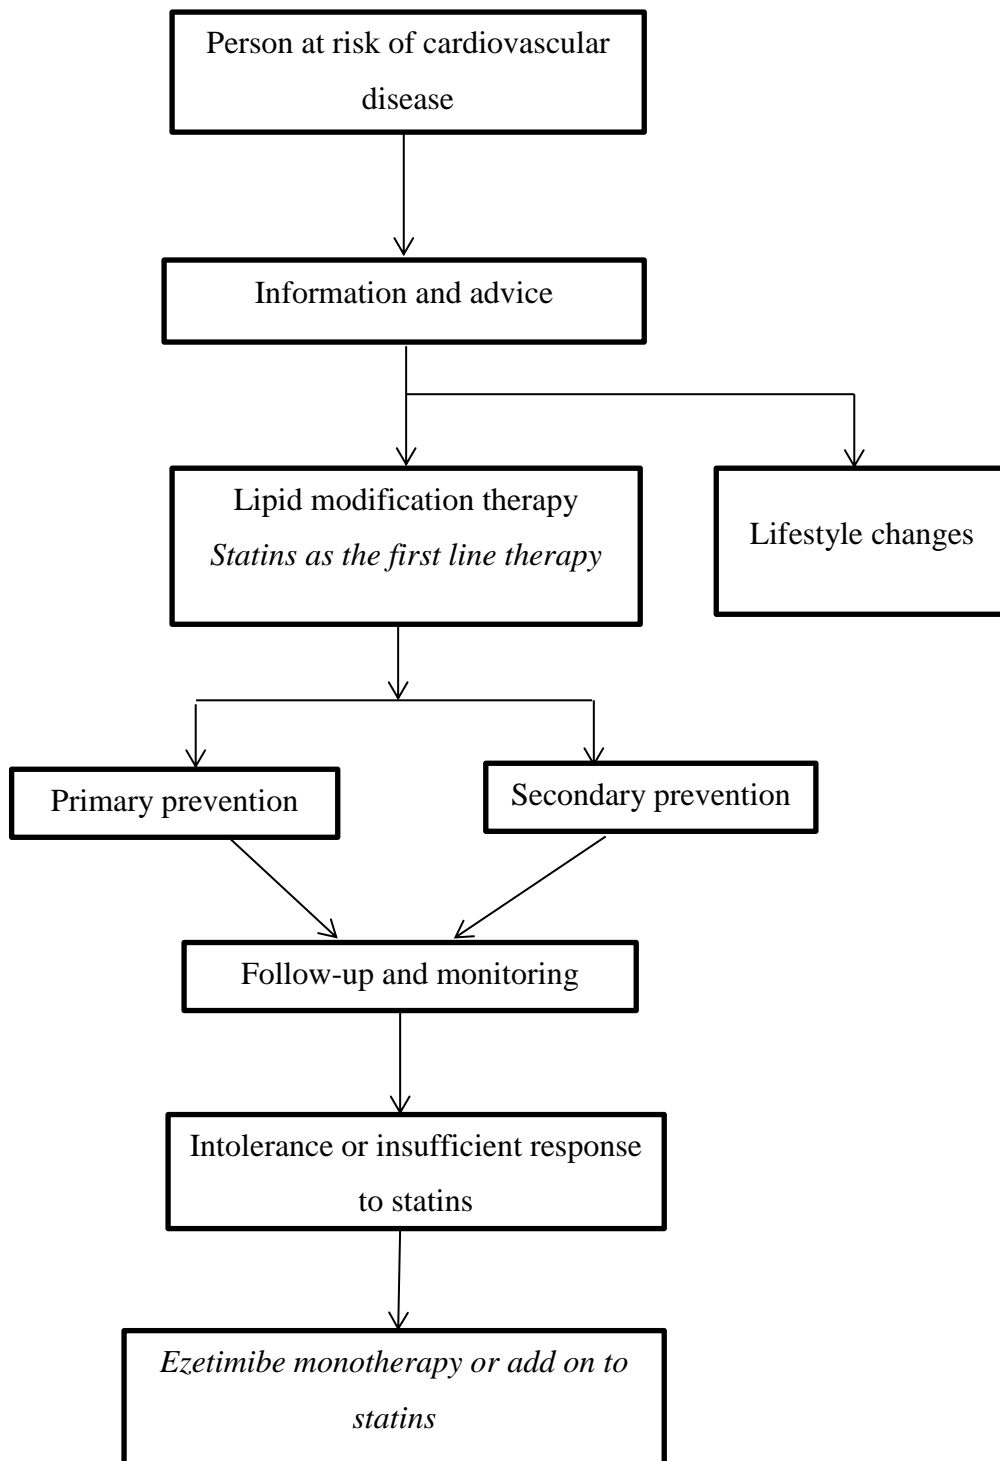 Person at risk of cardiovascular
disease
Information and advice
Lipid modification therapy
Statins as the first line therapy
Lifestyle changes
Primary prevention
Secondary prevention
Follow-up and monitoring
Intolerance or insufficient response
to statins
Ezetimibe monotherapy or add on to
statins